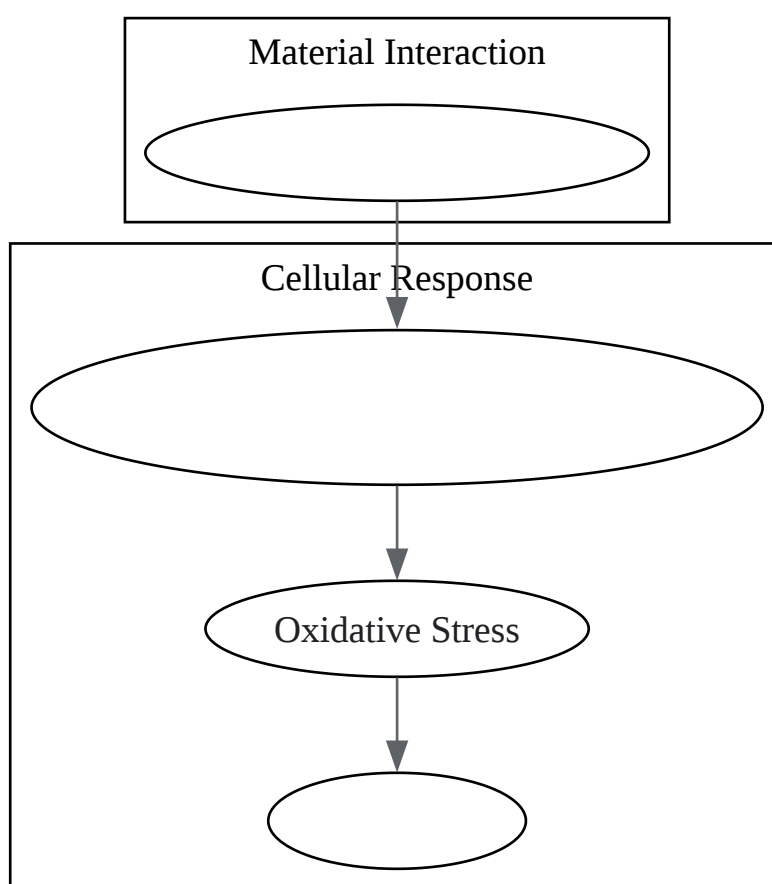 Material Interaction
Cellular Response
Oxidative Stress